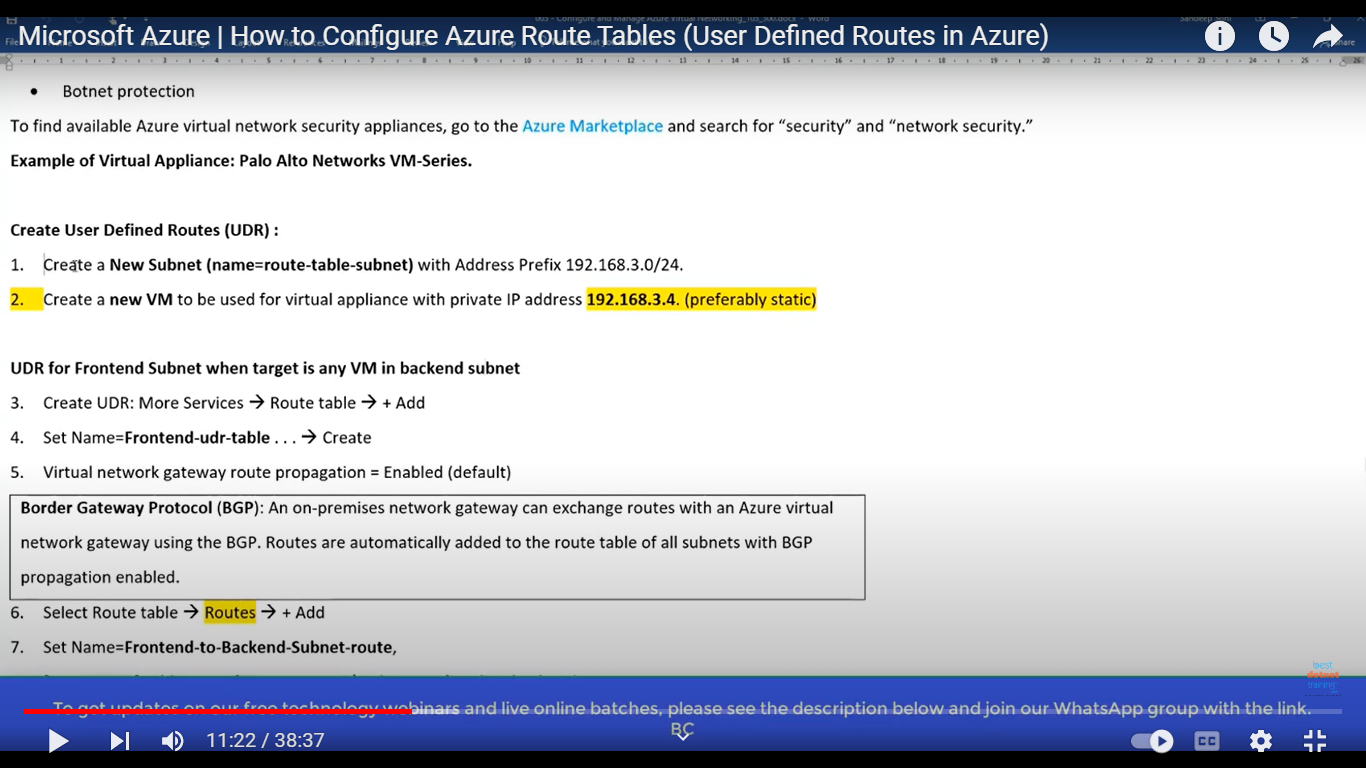 Microsoft Azure | How to Configure Azure Route Tables (User Defined Routes in Azure)
• Botnet protection
To find available Azure virtual network security appliances, go to the Azure Marketplace and search for “security” and “network security.”
Example of Virtual Appliance: Palo Alto Networks VM-Series.
Create User Defined Routes (UDR) :
1. Create a New Subnet (name=route-table-subnet) with Address Prefix 192.168.3.0/24.
2. Create a new VM to be used for virtual appliance with private IP address 192.168.3.4. (preferably static)
UDR for Frontend Subnet when target is any VM in backend subnet
3. Create UDR: More Services → Route table → + Add
4. Set Name=Frontend-udr-table . . . → Create
5. Virtual network gateway route propagation = Enabled (default)
Border Gateway Protocol (BGP): An on-premises network gateway can exchange routes with an Azure virtual
network gateway using the BGP. Routes are automatically added to the route table of all subnets with BGP
propagation enabled.
6. Select Route table → Routes → + Add
7. Set Name=Frontend-to-Backend-Subnet-route,
best
dotnet
training
To get updates on our free technology webinars and live online batches, please see the description below and join our WhatsApp group with the link.
BC
11:22 / 38:37
CC